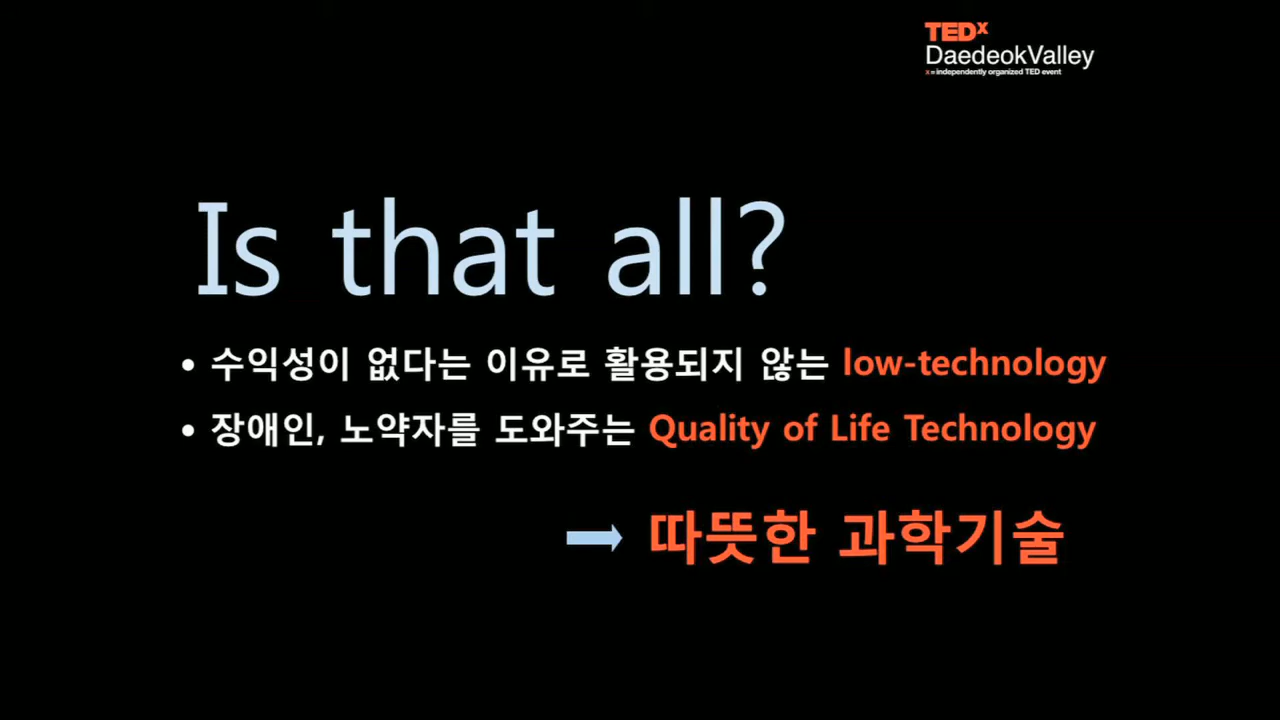 TEDx
DaedeokValley
x = independently organized TED event
Is that all?
• 수익성이 없다는 이유로 활용되지 않는 low-technology
• 장애인, 노약자를 도와주는 Quality of Life Technology
➡ 따뜻한 과학기술